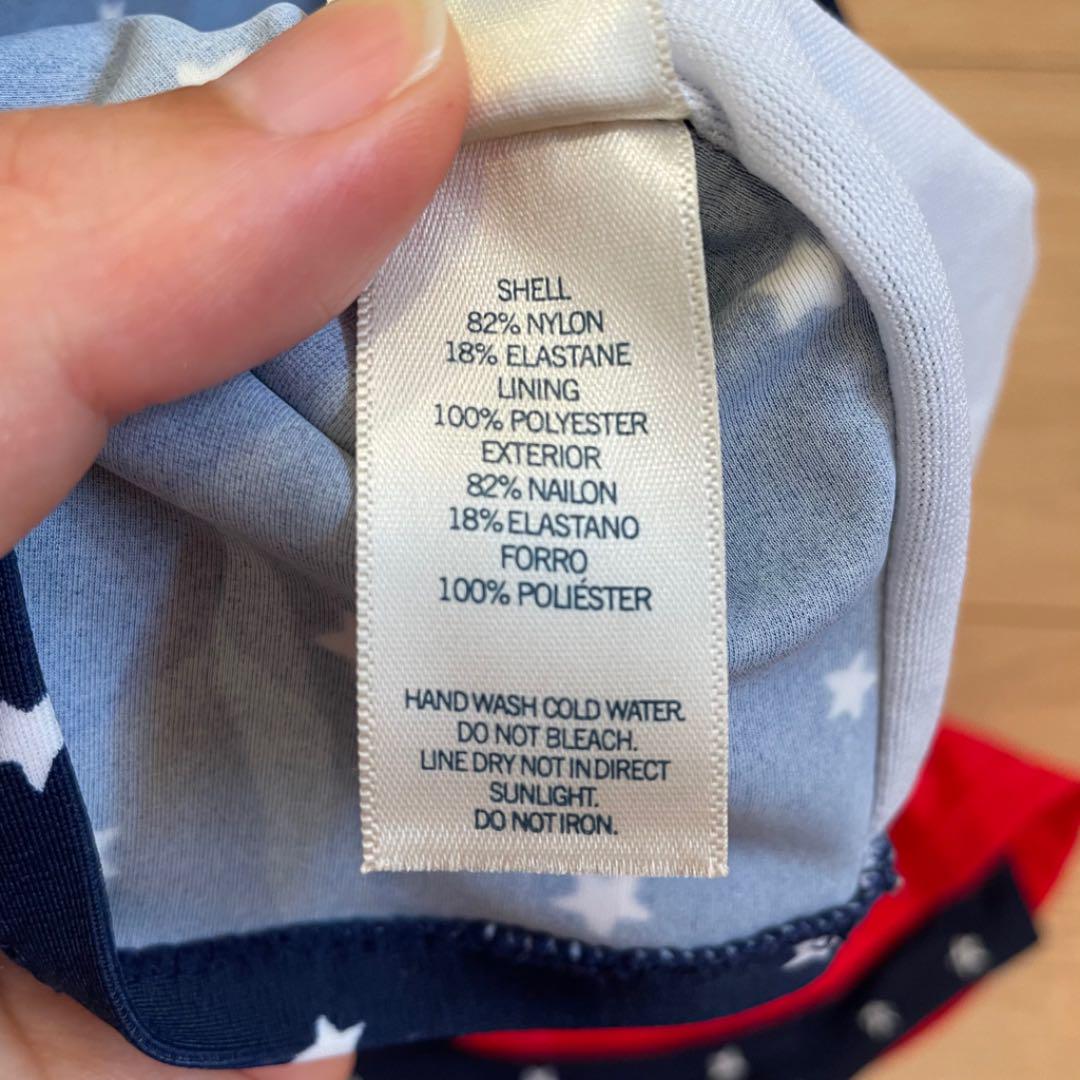 SHELL
82% NYLON
18% ELASTANE
LINING
100% POLYESTER
EXTERIOR
82% NAILON
18% ELASTANO
FORRO
100% POLIÉSTER
HAND WASH COLD WATER.
DO NOT BLEACH.
LINE DRY NOT IN DIRECT
SUNLIGHT.
DO NOT IRON.